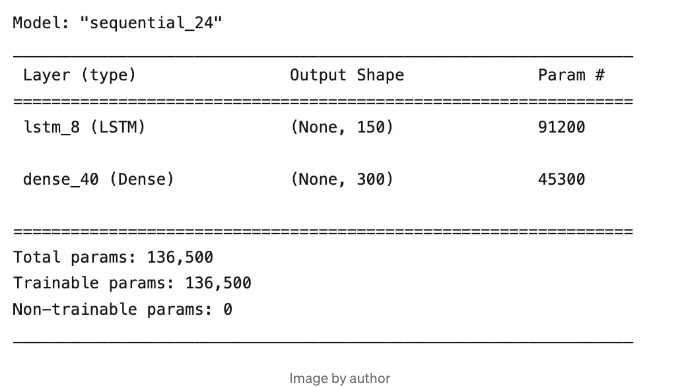 Model: "sequential_24"
Layer (type) Output Shape Param #
lstm_8 (LSTM) (None, 150) 91200
dense_40 (Dense) (None, 300) 45300
Total params: 136,500
Trainable params: 136,500
Non-trainable params: 0
Image by author